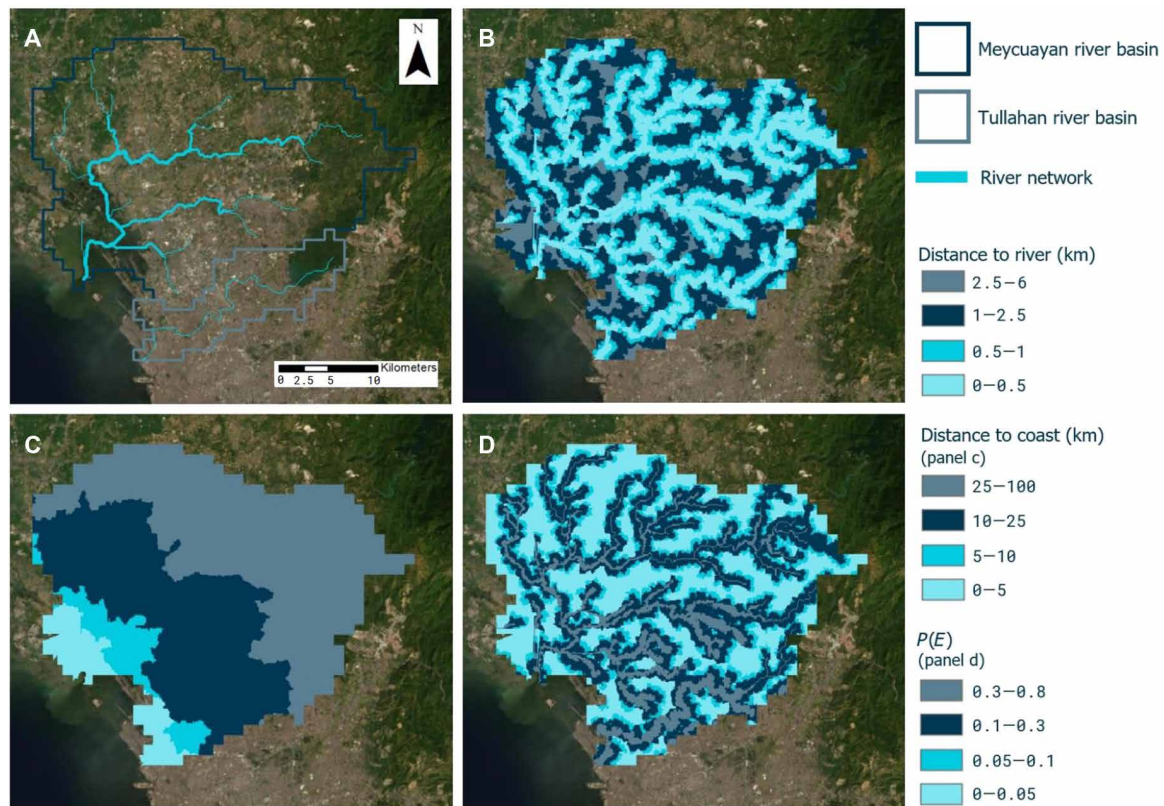 A
N
Kilometers
0 2.5 5 10
B
C
D
Meycuayan river basin
Tullahan river basin
River network
Distance to river (km)
2.5–6
1–2.5
0.5–1
0–0.5
Distance to coast (km)
(panel c)
25–100
10–25
5–10
0–5
P(E)
(panel d)
0.3–0.8
0.1–0.3
0.05–0.1
0–0.05